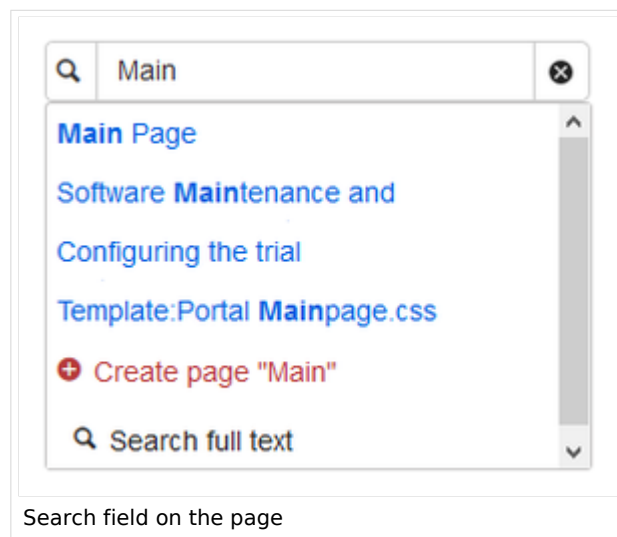 Main
Main Page
Software Maintenance and
Configuring the trial
Template:Portal Mainpage.css
Create page "Main"
Search full text
Search field on the page